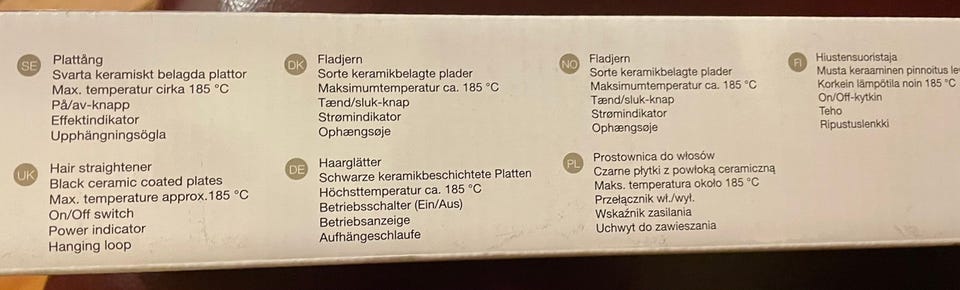 SE
Plattång
Svarta keramiskt belagda plattor
Max. temperatur cirka 185 °C
På/av-knapp
Effektindikator
Upphängningsögla
DK
Fladjern
Sorte keramikbelagte plader
Maksimumtemperatur ca. 185 °C
Tænd/sluk-knap
Strømindikator
Ophængsøje
NO
Fladjern
Sorte keramikbelagte plader
Maksimumtemperatur ca. 185 °C
Tænd/sluk-knap
Strømindikator
Ophængsøje
FI
Hiustensuoristaja
Musta keraaminen pinnoitus
Korkein lämpötila noin 185 °C
On/Off-kytkin
Teho
Ripustuslenkki
UK
Hair straightener
Black ceramic coated plates
Max. temperature approx.185 °C
On/Off switch
Power indicator
Hanging loop
DE
Haarglätter
Schwarze keramikbeschichtete Platten
Höchsttemperatur ca. 185 °C
Betriebsschalter (Ein/Aus)
Betriebsanzeige
Aufhängeschlaufe
PL
Prostownica do włosów
Czarne płytki z powłoką ceramiczną
Maks. temperatura około 185 °C
Przełącznik wł./wył.
Wskaźnik zasilania
Uchwyt do zawieszania